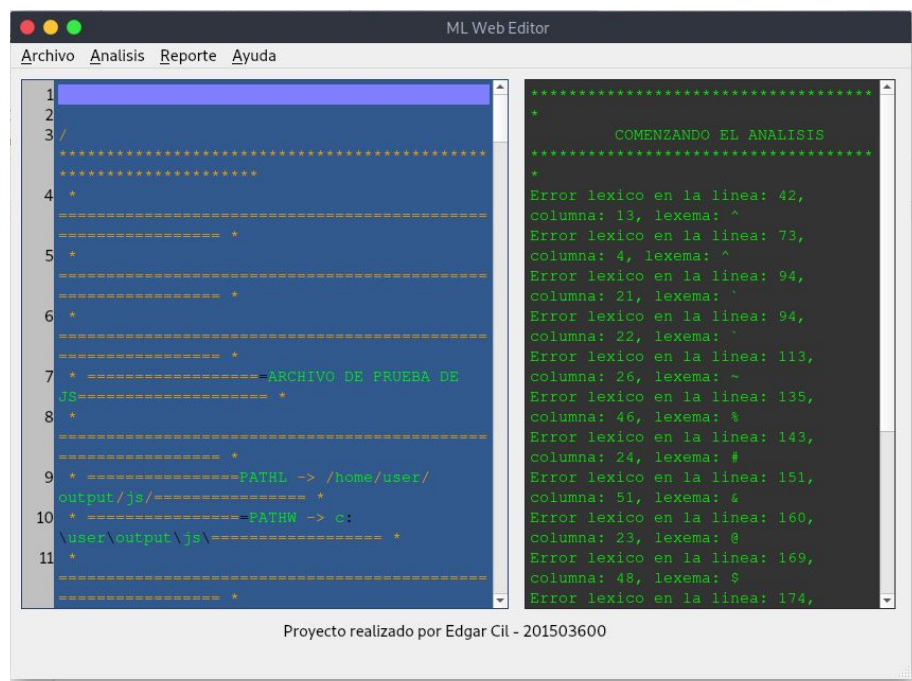 ML Web Editor
Archivo Analisis Reporte Ayuda
1
2
3 /
*********************************************
*********************
4 *
=============================================
================= *
5 *
=============================================
================= *
6 *
=============================================
================= *
7 * ===================ARCHIVO DE PRUEBA DE
JS==================== *
8 *
=============================================
================= *
9 * ================PATHL -> /home/user/
output/js/================ *
10 * =================PATHW -> c:
\user\output\js\================== *
11 *
=============================================
================= *
************************************
*
COMENZANDO EL ANALISIS
************************************
*
Error lexico en la linea: 42,
columna: 13, lexema: ^
Error lexico en la linea: 73,
columna: 4, lexema: ^
Error lexico en la linea: 94,
columna: 21, lexema: `
Error lexico en la linea: 94,
columna: 22, lexema: `
Error lexico en la linea: 113,
columna: 26, lexema: ~
Error lexico en la linea: 135,
columna: 46, lexema: %
Error lexico en la linea: 143,
columna: 24, lexema: #
Error lexico en la linea: 151,
columna: 51, lexema: &
Error lexico en la linea: 160,
columna: 23, lexema: @
Error lexico en la linea: 169,
columna: 48, lexema: $
Error lexico en la linea: 174,
Proyecto realizado por Edgar Cil - 201503600